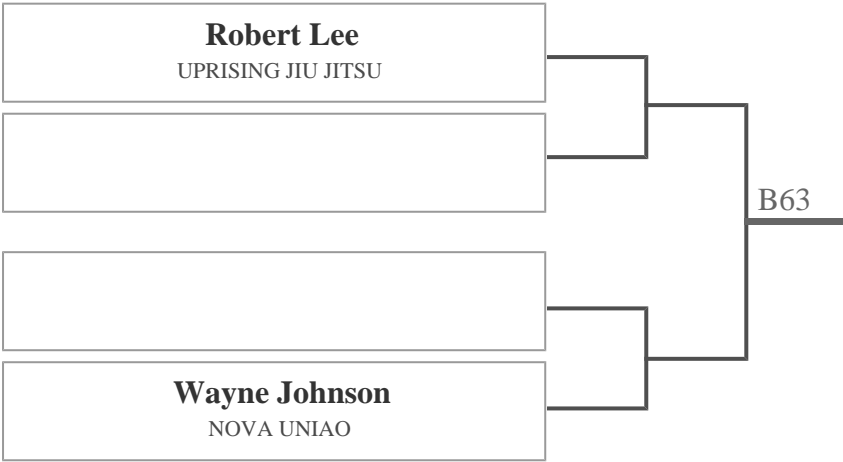 Robert Lee
UPRISING JIU JITSU
B63
Wayne Johnson
NOVA UNIAO